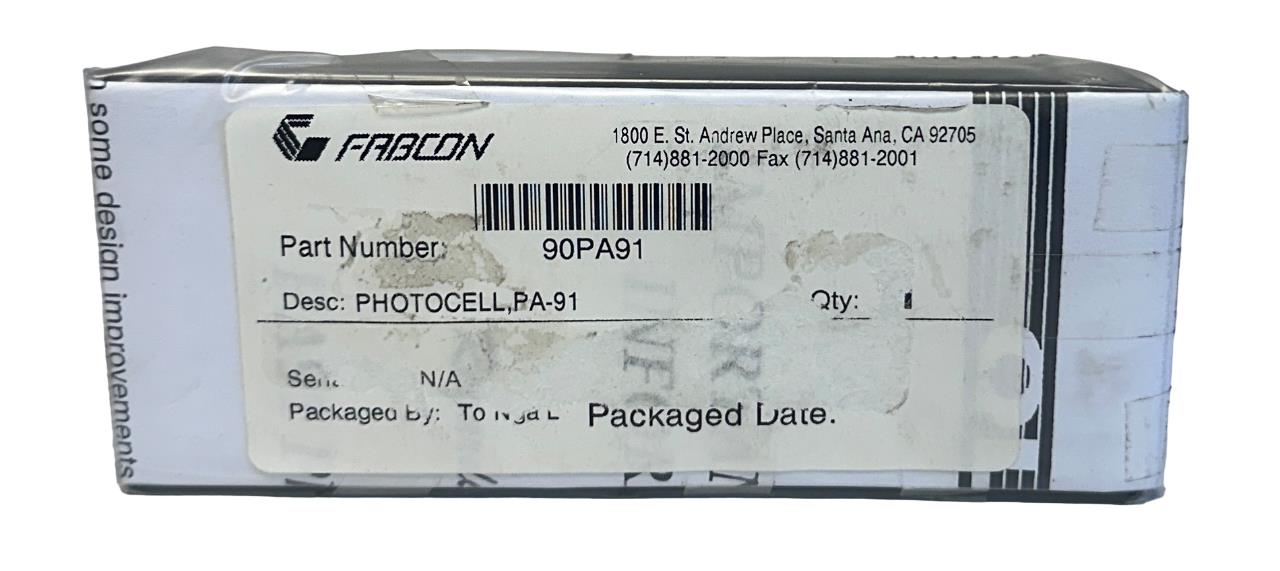 some design improvements
FABCON
1800 E. St. Andrew Place, Santa Ana, CA 92705
(714)881-2000 Fax (714)881-2001
90PA91
Part Number:
Desc: PHOTOCELL,PA-91
Qty:
N/A
Packaged By: To
Packaged Date.